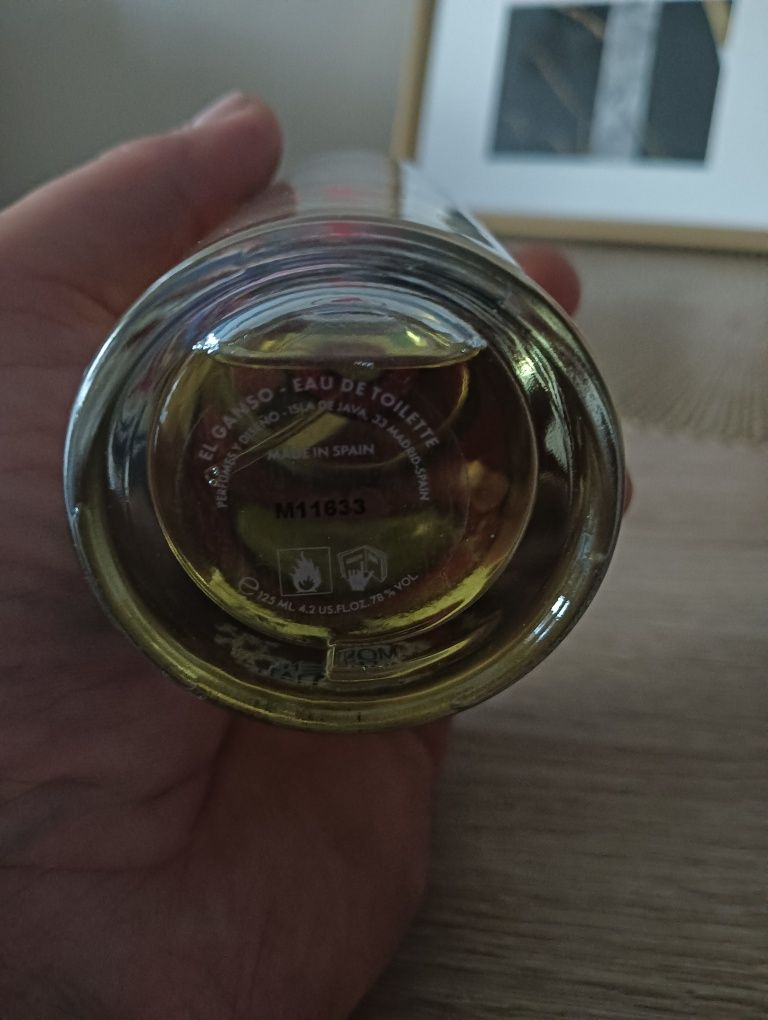 EL GANSO - EAU DE TOILETTE
PERFUMES Y DISEÑO - ISLA DE JAVA, 33 MADRID-SPAIN
MADE IN SPAIN
M11633
e 125 ML 4.2 US.FL.OZ. 78 % VOL